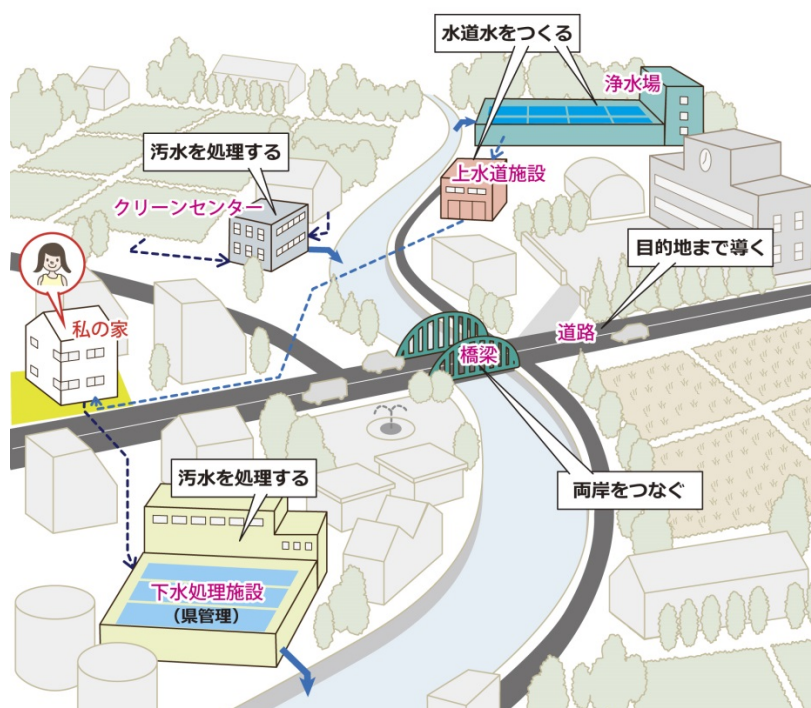 水道水をつくる
浄水場
汚水を処理する
上水道施設
クリーンセンター
目的地まで導く
私の家
道路
橋梁
汚水を処理する
両岸をつなぐ
下水処理施設
（県管理）